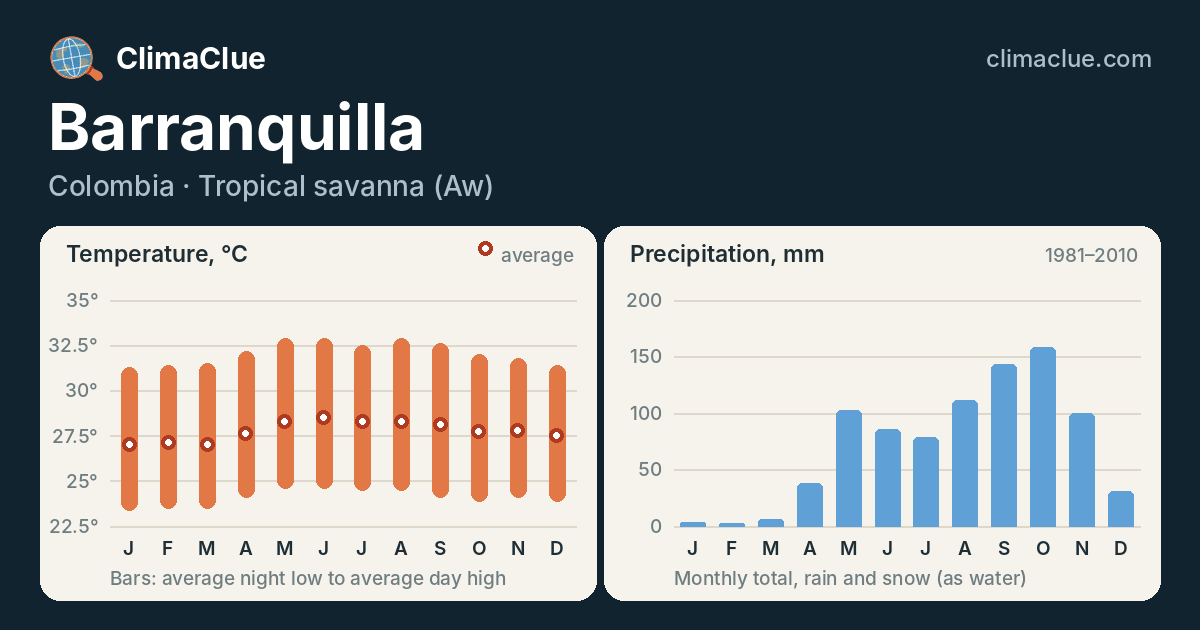 ClimaClue
climaclue.com
Barranquilla
Colombia · Tropical savanna (Aw)
Temperature, °C
average
35°
32.5°
30°
27.5°
25°
22.5°
J F M A M J J A S O N D
Bars: average night low to average day high
Precipitation, mm
1981–2010
200
150
100
50
0
J F M A M J J A S O N D
Monthly total, rain and snow (as water)